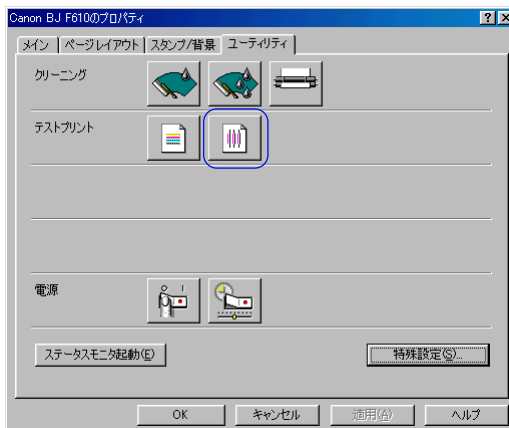 Canon BJ F610のプロパティ
メイン ページレイアウト スタンプ/背景 ユーティリティ
クリーニング
テストプリント
電源
ステータスモニタ起動(E) 特殊設定(S)...
OK キャンセル 適用(A) ヘルプ